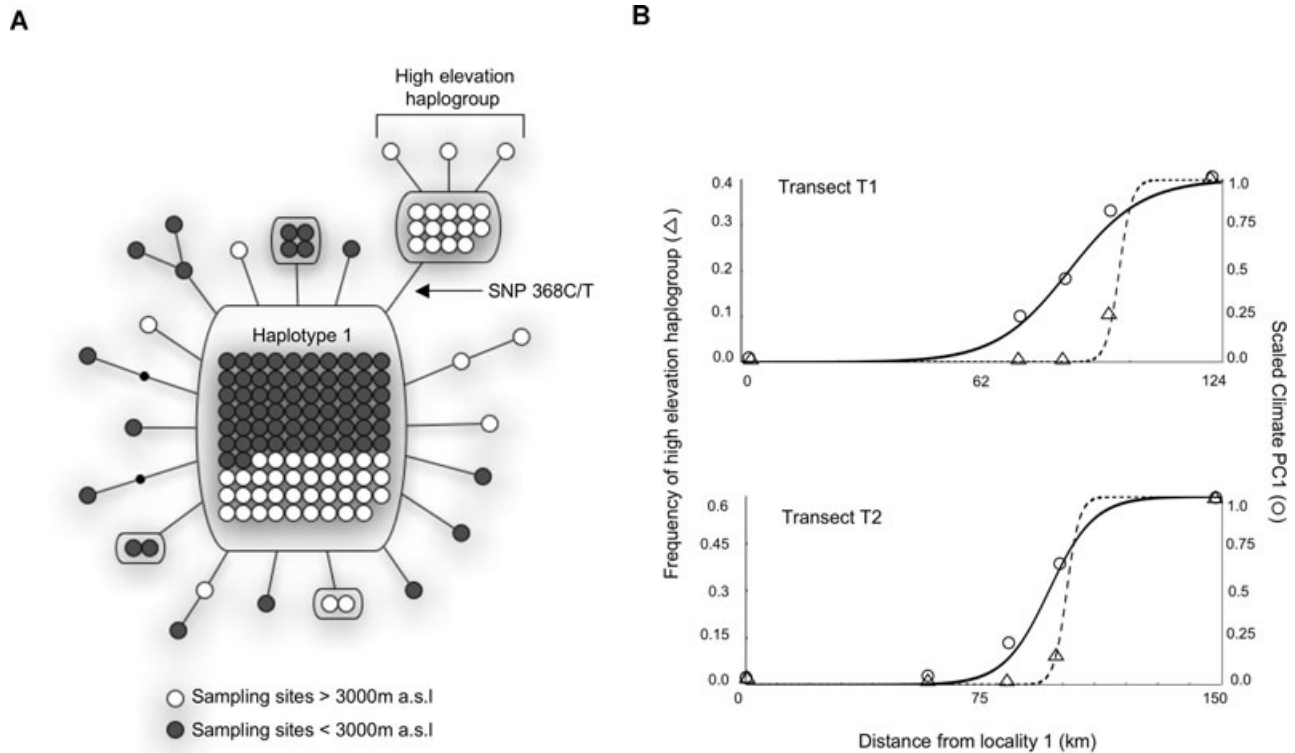 A
High elevation
haplogroup
SNP 368C/T
Haplotype 1
Sampling sites > 3000m a.s.l
Sampling sites < 3000m a.s.l
B
Frequency of high elevation haplogroup (△)
Transect T1
0.4
0.3
0.2
0.1
0.0
1.0
0.75
0.5
0.25
0.0
0
62
124
Transect T2
0.6
0.45
0.3
0.15
0.0
1.0
0.75
0.5
0.25
0.0
0
75
150
Scaled Climate PC1 (○)
Distance from locality 1 (km)